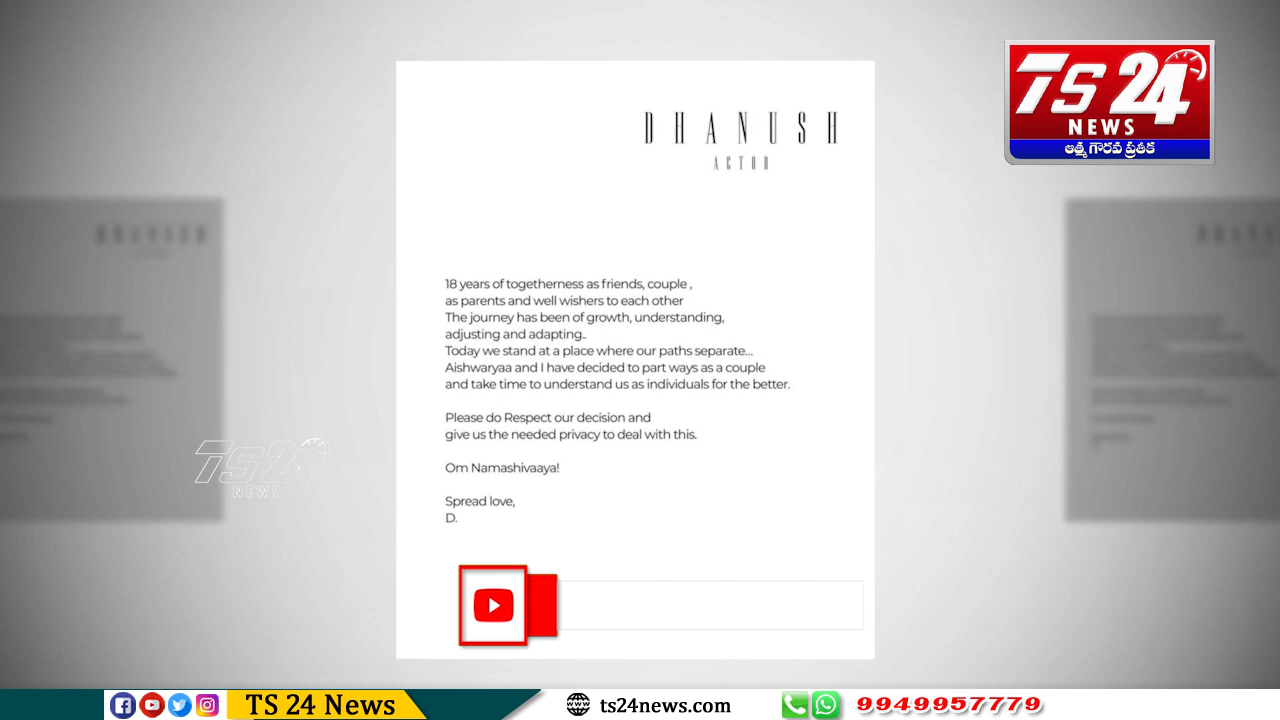 DHANUSH
ACTOR
TS 24
NEWS
ఆత్మ గౌరవ ప్రతీక
18 years of togetherness as friends, couple ,
as parents and well wishers to each other
The journey has been of growth, understanding,
adjusting and adapting..
Today we stand at a place where our paths separate...
Aishwaryaa and I have decided to part ways as a couple
and take time to understand us as individuals for the better.
Please do Respect our decision and
give us the needed privacy to deal with this.
Om Namashivaaya!
Spread love,
D.
TS 24
NEWS
TS 24 News
ts24news.com
9949957779